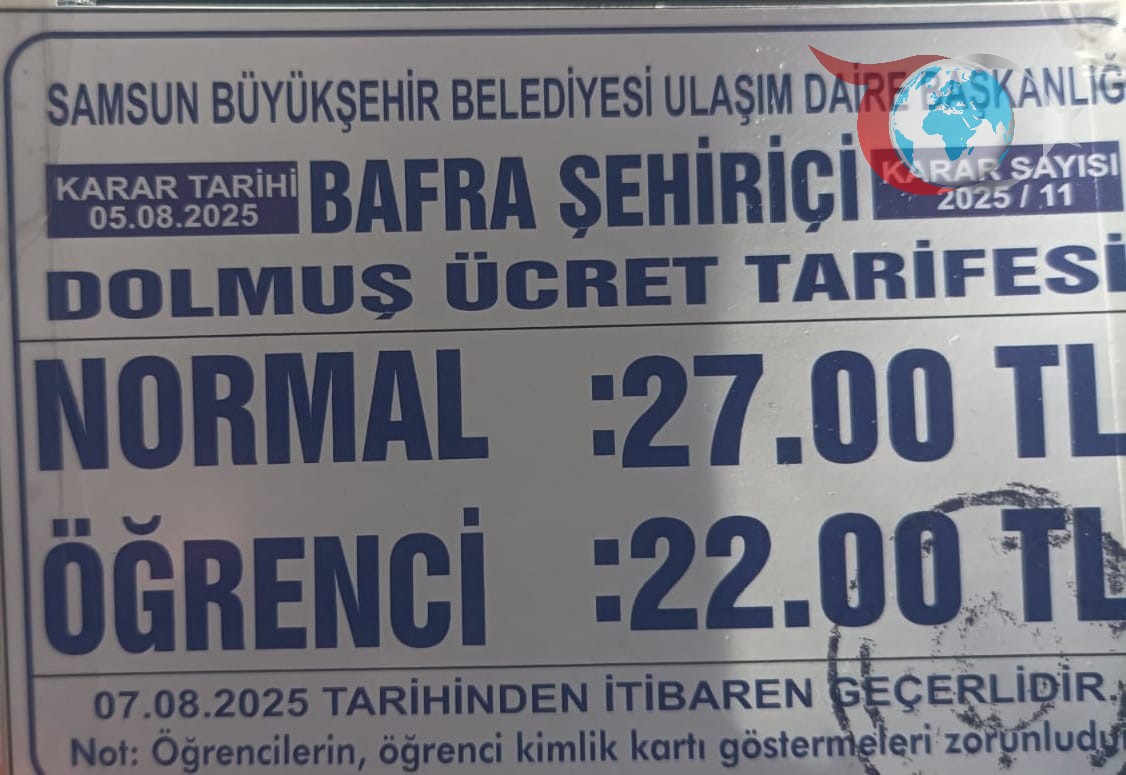 SAMSUN BÜYÜKŞEHİR BELEDİYESİ ULAŞIM DAİRE BAŞKANLIĞ
KARAR TARİHİ
05.08.2025
BAFRA ŞEHİRİÇİ
KARAR SAYISI
2025 / 11
DOLMUŞ ÜCRET TARİFESİ
NORMAL :27.00 TL
ÖĞRENCİ :22.00 TL
07.08.2025 TARİHİNDEN İTİBAREN GEÇERLİDİR.
Not: Öğrencilerin, öğrenci kimlik kartı göstermeleri zorunludu